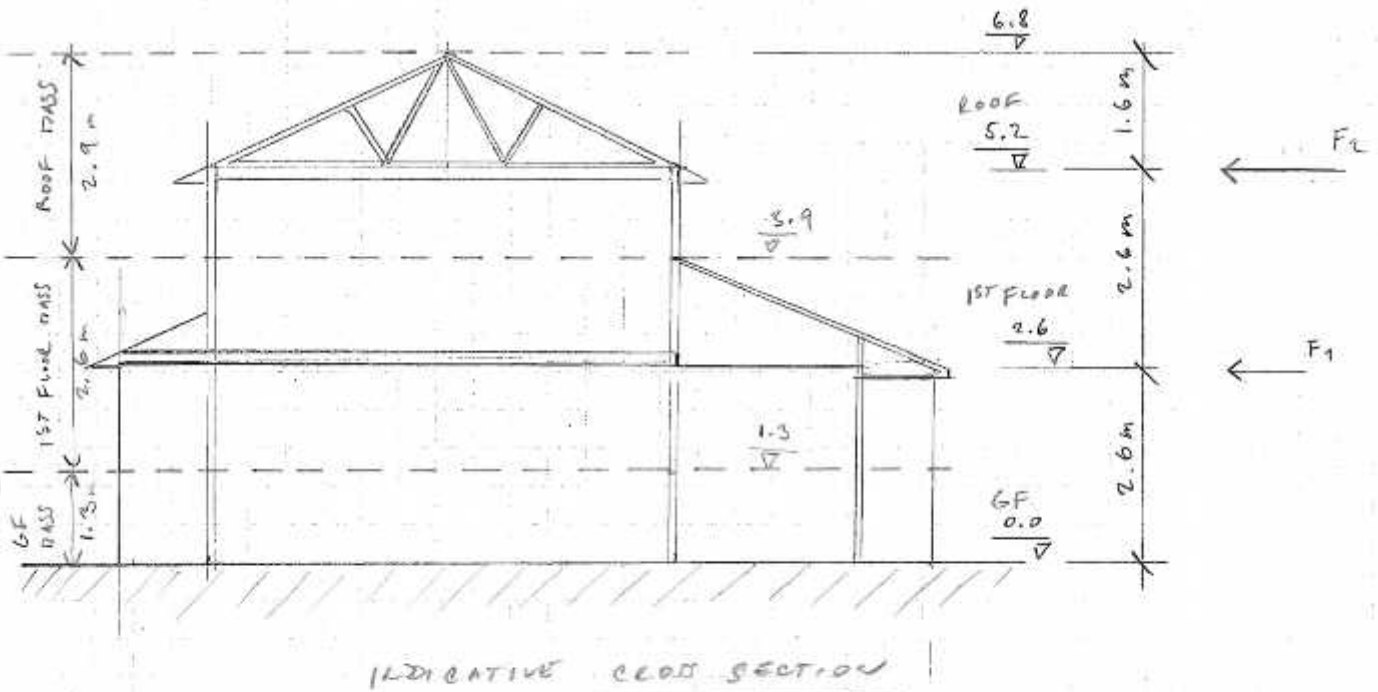 6.8
ROOF
5.2
1.6 m
F2
ROOF MASS
2.9 m
3.9
2.6 m
1ST FLOOR
2.6
F1
1ST FLOOR MASS
2.6 m
1.3
2.6 m
GF
0.0
GF
MASS
1.3
INDICATIVE CROSS SECTION